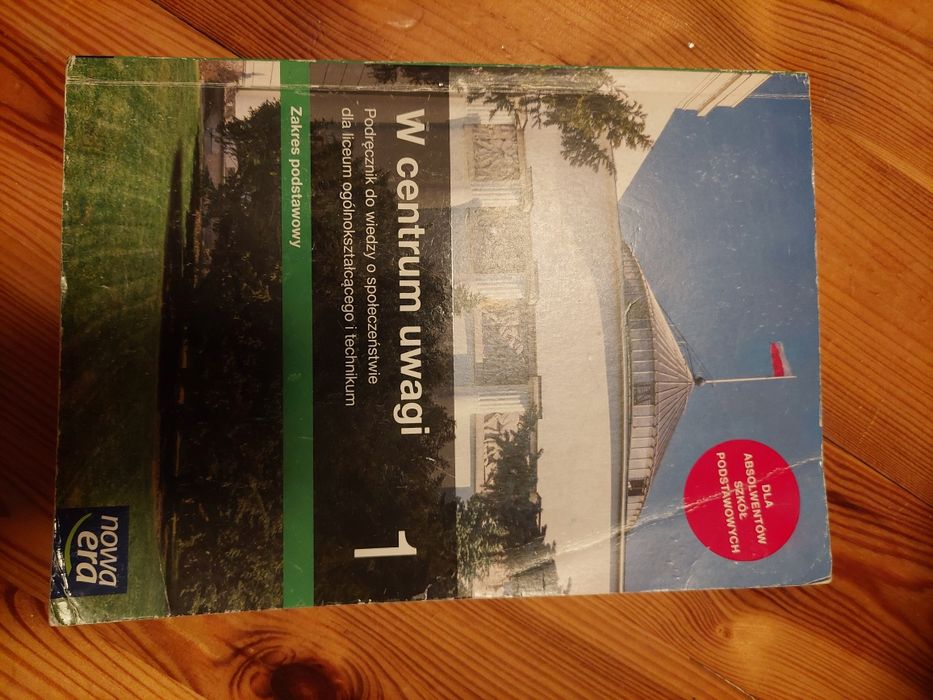 DLA
ABSOLWENTÓW
SZKÓŁ
PODSTAWOWYCH
W centrum uwagi 1
Podręcznik do wiedzy o społeczeństwie
dla liceum ogólnokształcącego i technikum
Zakres podstawowy
nowa
era